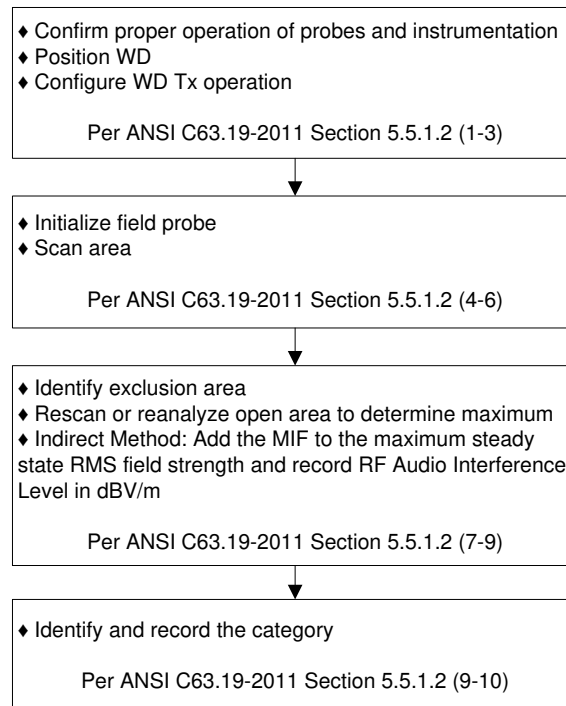 ♦ Confirm proper operation of probes and instrumentation
♦ Position WD
♦ Configure WD Tx operation
Per ANSI C63.19-2011 Section 5.5.1.2 (1-3)
♦ Initialize field probe
♦ Scan area
Per ANSI C63.19-2011 Section 5.5.1.2 (4-6)
♦ Identify exclusion area
♦ Rescan or reanalyze open area to determine maximum
♦ Indirect Method: Add the MIF to the maximum steady
state RMS field strength and record RF Audio Interference
Level in dBV/m
Per ANSI C63.19-2011 Section 5.5.1.2 (7-9)
♦ Identify and record the category
Per ANSI C63.19-2011 Section 5.5.1.2 (9-10)